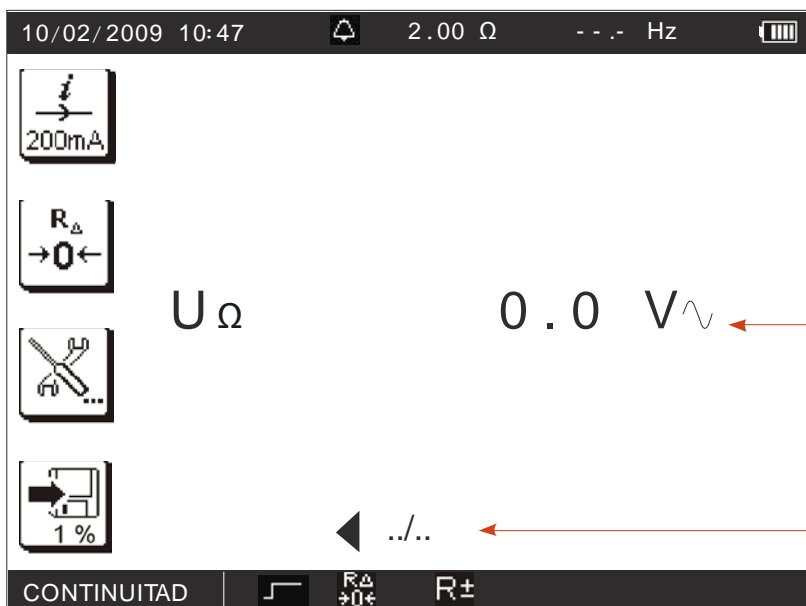 10/02/2009 10:47 2.00 Ω - - .- Hz
i
200mA
RΔ
→0←
UΩ 0.0 V
...
1 %
../..
CONTINUITAD RΔ →0← R±